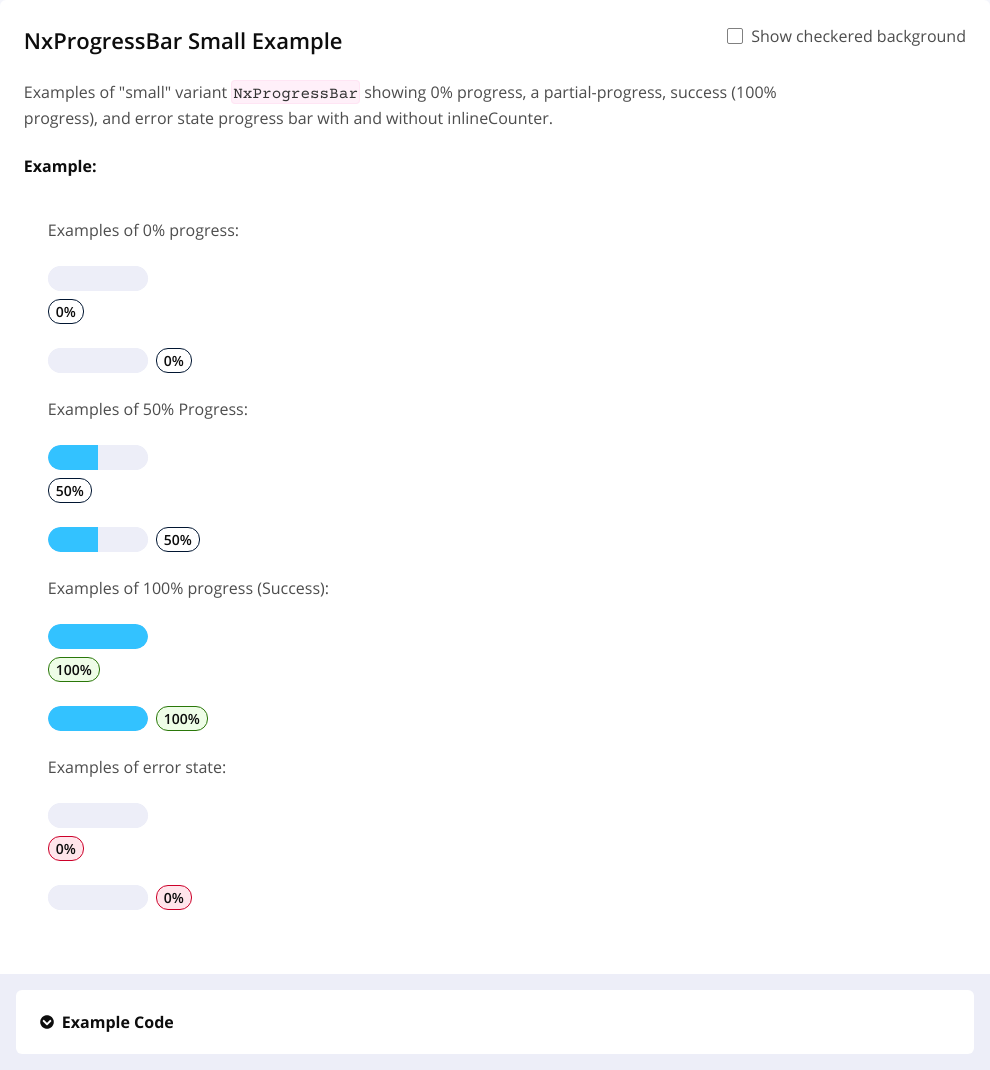 NxProgressBar Small Example
Show checkered background
Examples of "small" variant NxProgressBar showing 0% progress, a partial-progress, success (100%
progress), and error state progress bar with and without inlineCounter.
Example:
Examples of 0% progress:
0%
0%
Examples of 50% Progress:
50%
50%
Examples of 100% progress (Success):
100%
100%
Examples of error state:
0%
0%
Example Code